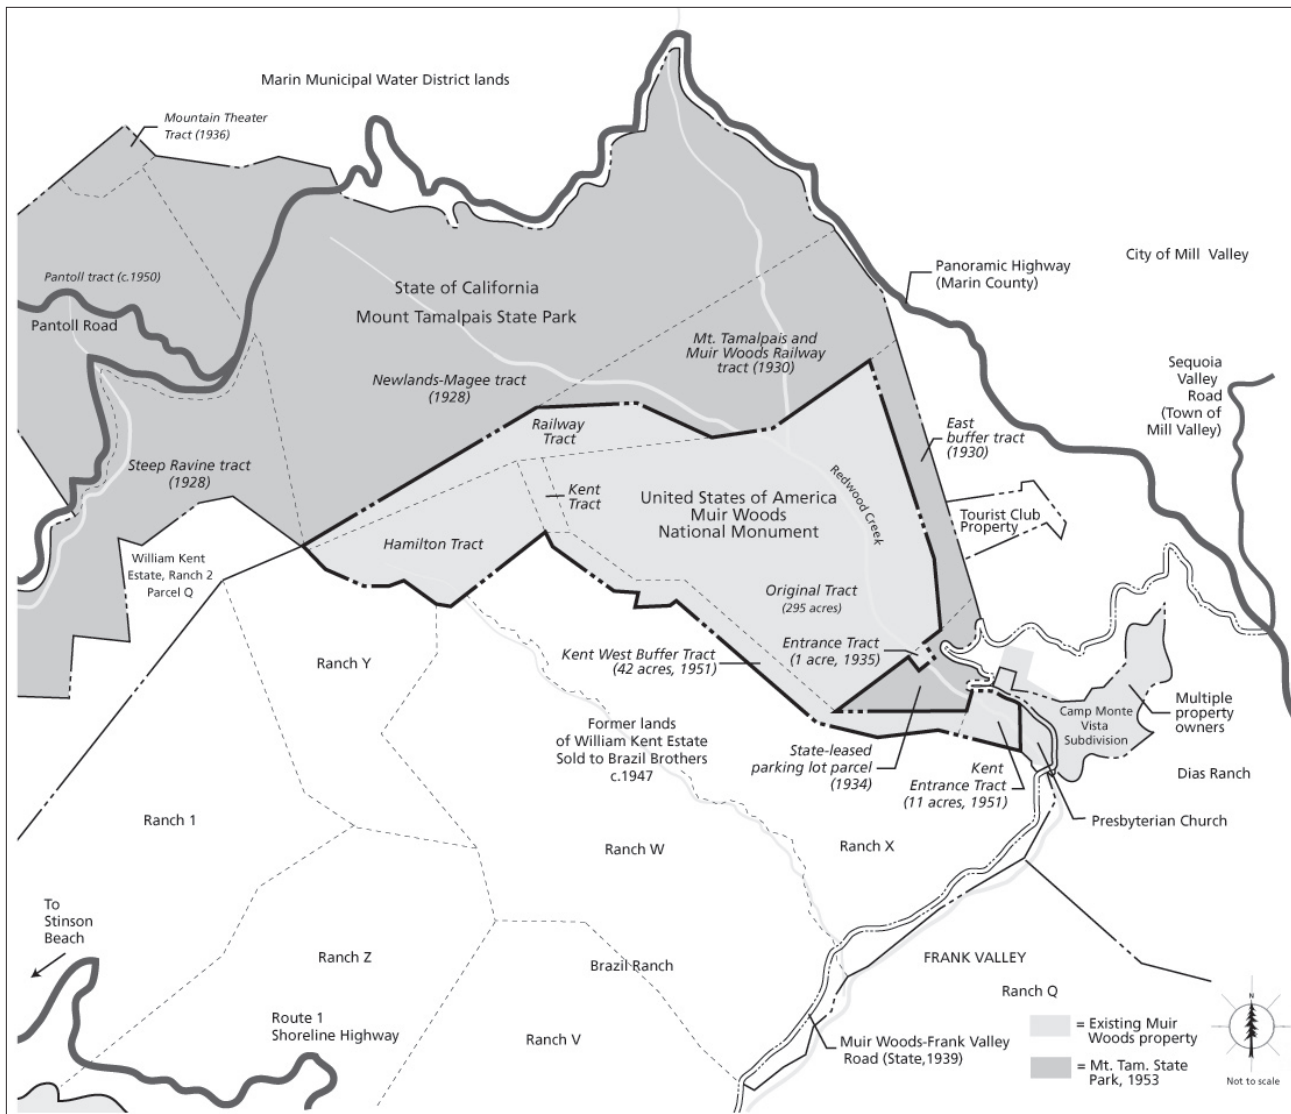 Marin Municipal Water District lands
Mountain Theater
Tract (1936)
City of Mill Valley
Panoramic Highway
(Marin County)
Pantoll tract (c.1950)
Pantoll Road
State of California
Mount Tamalpais State Park
Mt. Tamalpais and
Muir Woods Railway
tract (1930)
Sequoia
Valley
Road
(Town of
Mill Valley)
Newlands-Magee tract
(1928)
Railway
Tract
East
buffer tract
(1930)
Steep Ravine tract
(1928)
Kent
Tract
United States of America
Muir Woods
National Monument
Redwood Creek
Tourist Club
Property
Hamilton Tract
William Kent
Estate, Ranch 2
Parcel Q
Original Tract
(295 acres)
Entrance Tract
(1 acre, 1935)
Kent West Buffer Tract
(42 acres, 1951)
Ranch Y
Multiple
property
owners
Camp Monte
Vista
Subdivision
Former lands
of William Kent Estate
Sold to Brazil Brothers
c.1947
State-leased
parking lot parcel
(1934)
Kent
Entrance Tract
(11 acres, 1951)
Dias Ranch
Presbyterian Church
Ranch 1
Ranch W
Ranch X
To
Stinson
Beach
Ranch Z
Brazil Ranch
FRANK VALLEY
Ranch Q
Route 1
Shoreline Highway
Ranch V
Muir Woods-Frank Valley
Road (State,1939)
= Existing Muir
Woods property
= Mt. Tam. State
Park, 1953
N
Not to scale